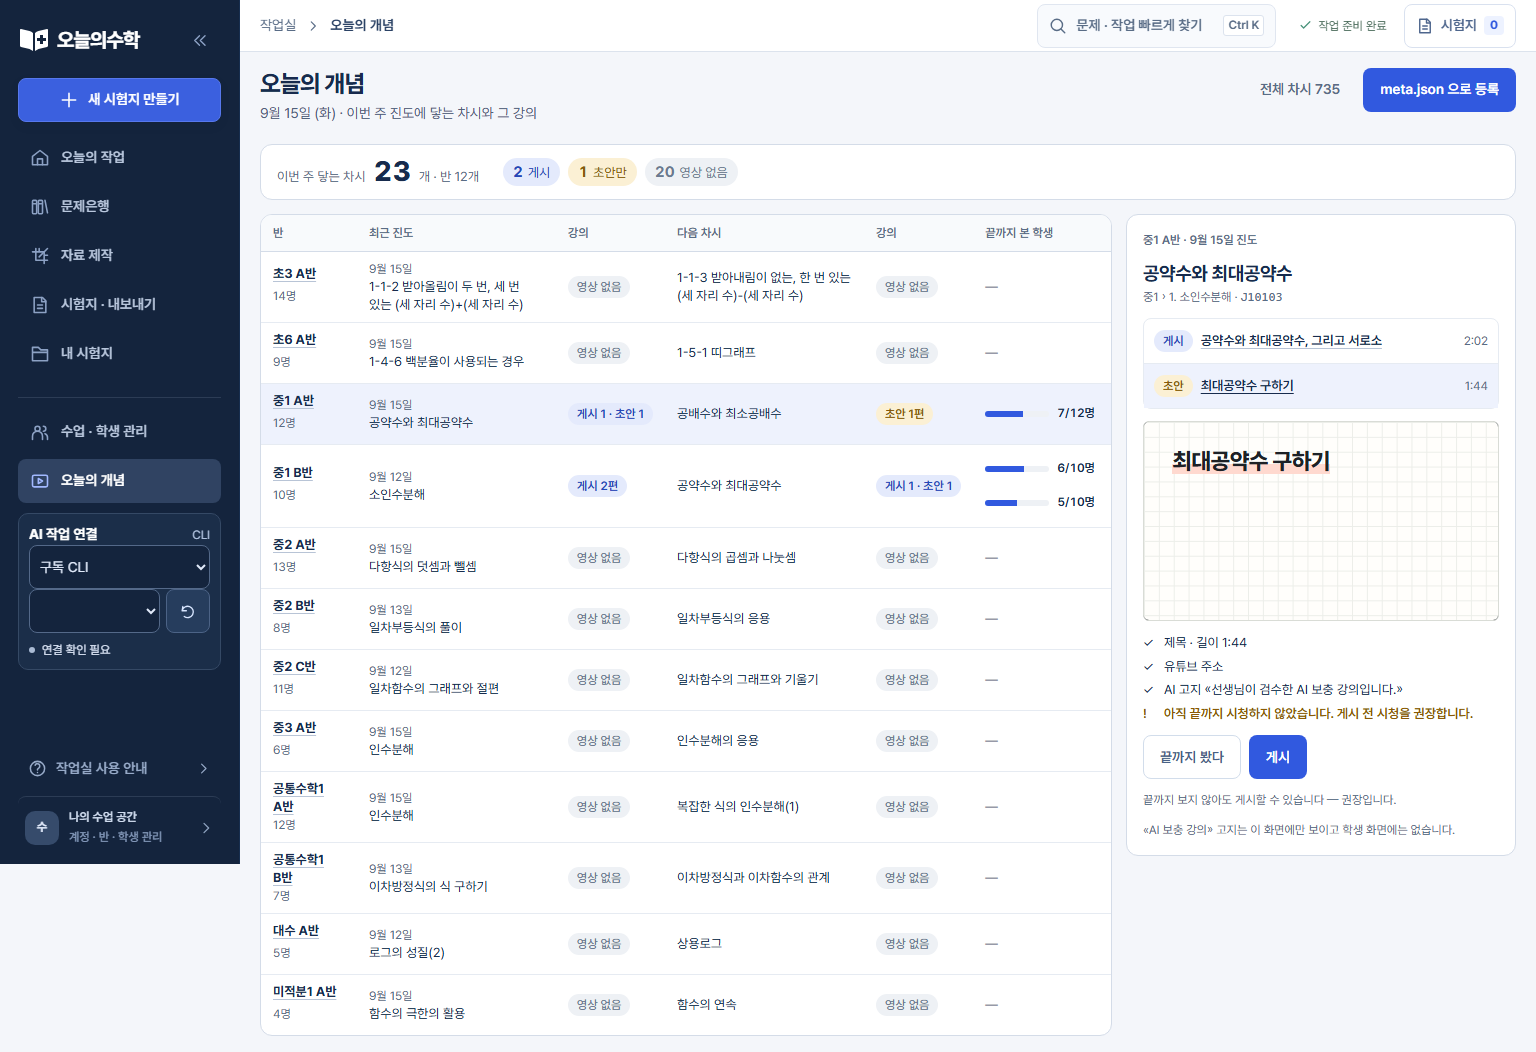 오늘의수학
새 시험지 만들기
오늘의 작업
문제은행
자료 제작
시험지 · 내보내기
내 시험지
수업 · 학생 관리
오늘의 개념
AI 작업 연결 CLI
구독 CLI
연결 확인 필요
작업실 사용 안내
수
나의 수업 공간
계정 · 반 · 학생 관리
작업실 > 오늘의 개념
문제 · 작업 빠르게 찾기 Ctrl K
작업 준비 완료
시험지 0
오늘의 개념
9월 15일 (화) · 이번 주 진도에 닿는 차시와 그 강의
전체 차시 735
meta.json 으로 등록
이번 주 닿는 차시 23 개 · 반 12개
2 게시
1 초안만
20 영상 없음
반 최근 진도 강의 다음 차시 강의 끝까지 본 학생
초3 A반
14명
9월 15일
1-1-2 받아올림이 두 번, 세 번
있는 (세 자리 수)+(세 자리 수)
영상 없음
1-1-3 받아내림이 없는, 한 번 있는
(세 자리 수)-(세 자리 수)
영상 없음
—
초6 A반
9명
9월 15일
1-4-6 백분율이 사용되는 경우
영상 없음
1-5-1 띠그래프
영상 없음
—
중1 A반
12명
9월 15일
공약수와 최대공약수
게시 1 · 초안 1
공배수와 최소공배수
초안 1편
7/12명
중1 B반
10명
9월 12일
소인수분해
게시 2편
공약수와 최대공약수
게시 1 · 초안 1
6/10명
5/10명
중2 A반
13명
9월 15일
다항식의 덧셈과 뺄셈
영상 없음
다항식의 곱셈과 나눗셈
영상 없음
—
중2 B반
8명
9월 13일
일차부등식의 풀이
영상 없음
일차부등식의 응용
영상 없음
—
중2 C반
11명
9월 12일
일차함수의 그래프와 절편
영상 없음
일차함수의 그래프와 기울기
영상 없음
—
중3 A반
6명
9월 15일
인수분해
영상 없음
인수분해의 응용
영상 없음
—
공통수학1
A반
12명
9월 15일
인수분해
영상 없음
복잡한 식의 인수분해(1)
영상 없음
—
공통수학1
B반
7명
9월 13일
이차방정식의 식 구하기
영상 없음
이차방정식과 이차함수의 관계
영상 없음
—
대수 A반
5명
9월 12일
로그의 성질(2)
영상 없음
상용로그
영상 없음
—
미적분1 A반
4명
9월 15일
함수의 극한의 활용
영상 없음
함수의 연속
영상 없음
—
중1 A반 · 9월 15일 진도
공약수와 최대공약수
중1 › 1. 소인수분해 · J10103
게시 공약수와 최대공약수, 그리고 서로소 2:02
초안 최대공약수 구하기 1:44
최대공약수 구하기
제목 · 길이 1:44
유튜브 주소
AI 고지 «선생님이 검수한 AI 보충 강의입니다.»
! 아직 끝까지 시청하지 않았습니다. 게시 전 시청을 권장합니다.
끝까지 봤다
게시
끝까지 보지 않아도 게시할 수 있습니다 — 권장입니다.
«AI 보충 강의» 고지는 이 화면에만 보이고 학생 화면에는 없습니다.